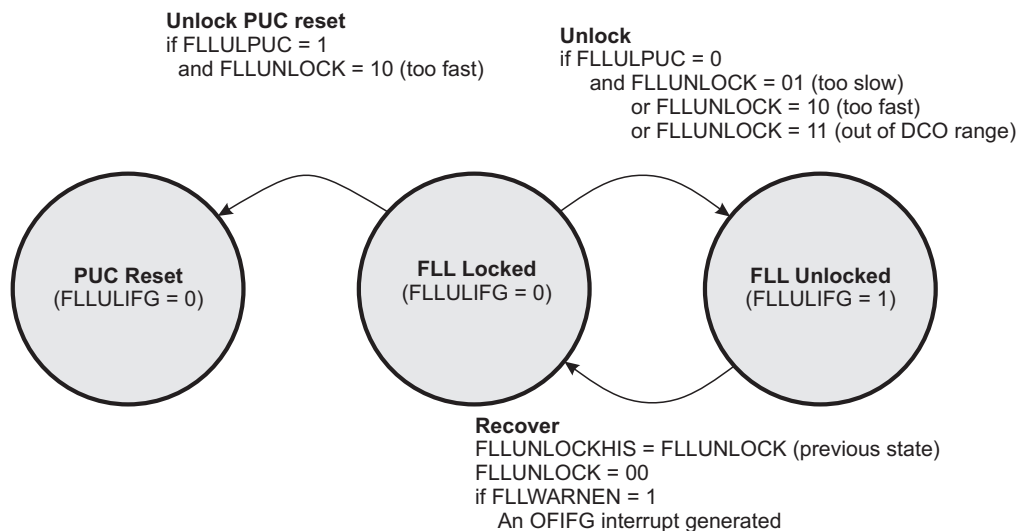 Unlock PUC reset
if FLLULPUC = 1
and FLLUNLOCK = 10 (too fast)
Unlock
if FLLULPUC = 0
and FLLUNLOCK = 01 (too slow)
or FLLUNLOCK = 10 (too fast)
or FLLUNLOCK = 11 (out of DCO range)
PUC Reset
(FLLULIFG = 0)
FLL Locked
(FLLULIFG = 0)
FLL Unlocked
(FLLULIFG = 1)
Recover
FLLUNLOCKHIS = FLLUNLOCK (previous state)
FLLUNLOCK = 00
if FLLWARNEN = 1
An OFIFG interrupt generated